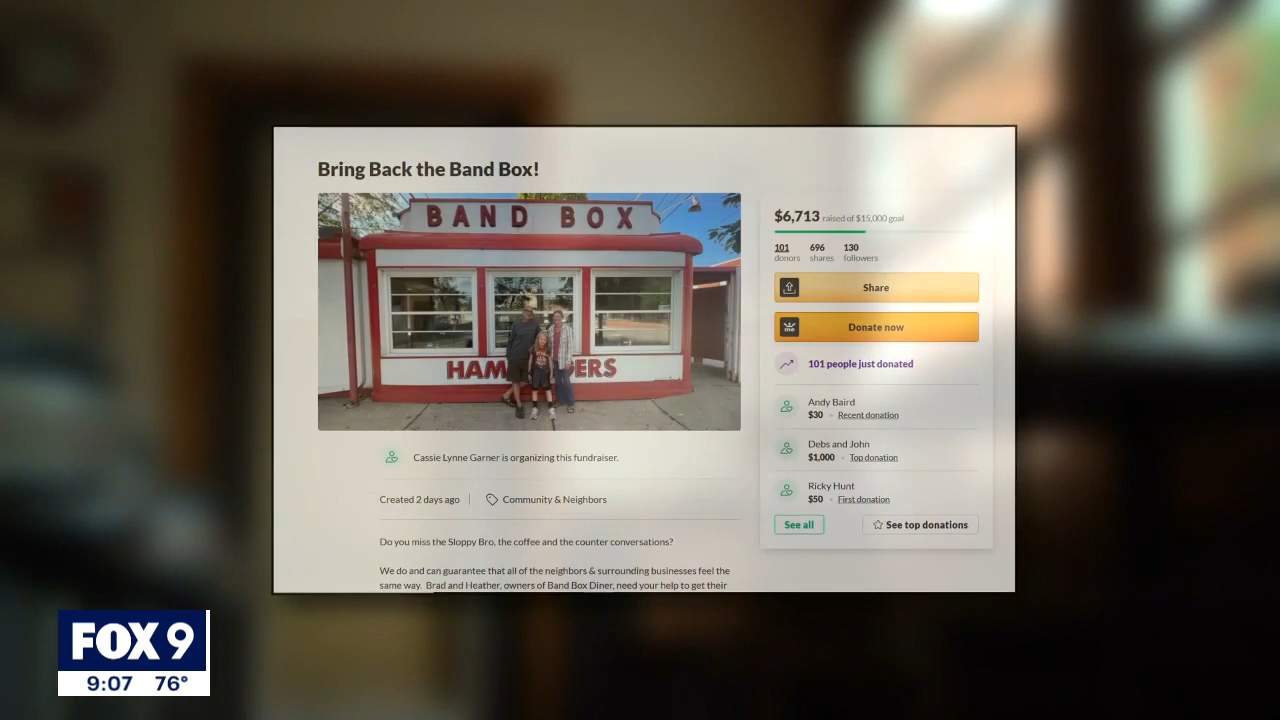 Bring Back the Band Box!
BAND BOX
HAM DERS
$6,713 raised of $15,000 goal
101 696 130
donors shares followers
Share
me Donate now
101 people just donated
Andy Baird
$30 • Recent donation
Debs and John
$1,000 • Top donation
Ricky Hunt
$50 • First donation
See all See top donations
Cassie Lynne Garner is organizing this fundraiser.
Created 2 days ago | Community & Neighbors
Do you miss the Sloppy Bro, the coffee and the counter conversations?
We do and can guarantee that all of the neighbors & surrounding businesses feel the
same way. Brad and Heather, owners of Band Box Diner, need your help to get their
FOX 9
9:07 76°